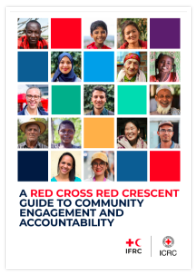 A RED CROSS RED CRESCENT
GUIDE TO COMMUNITY
ENGAGEMENT AND
ACCOUNTABILITY
IFRC
ICRC